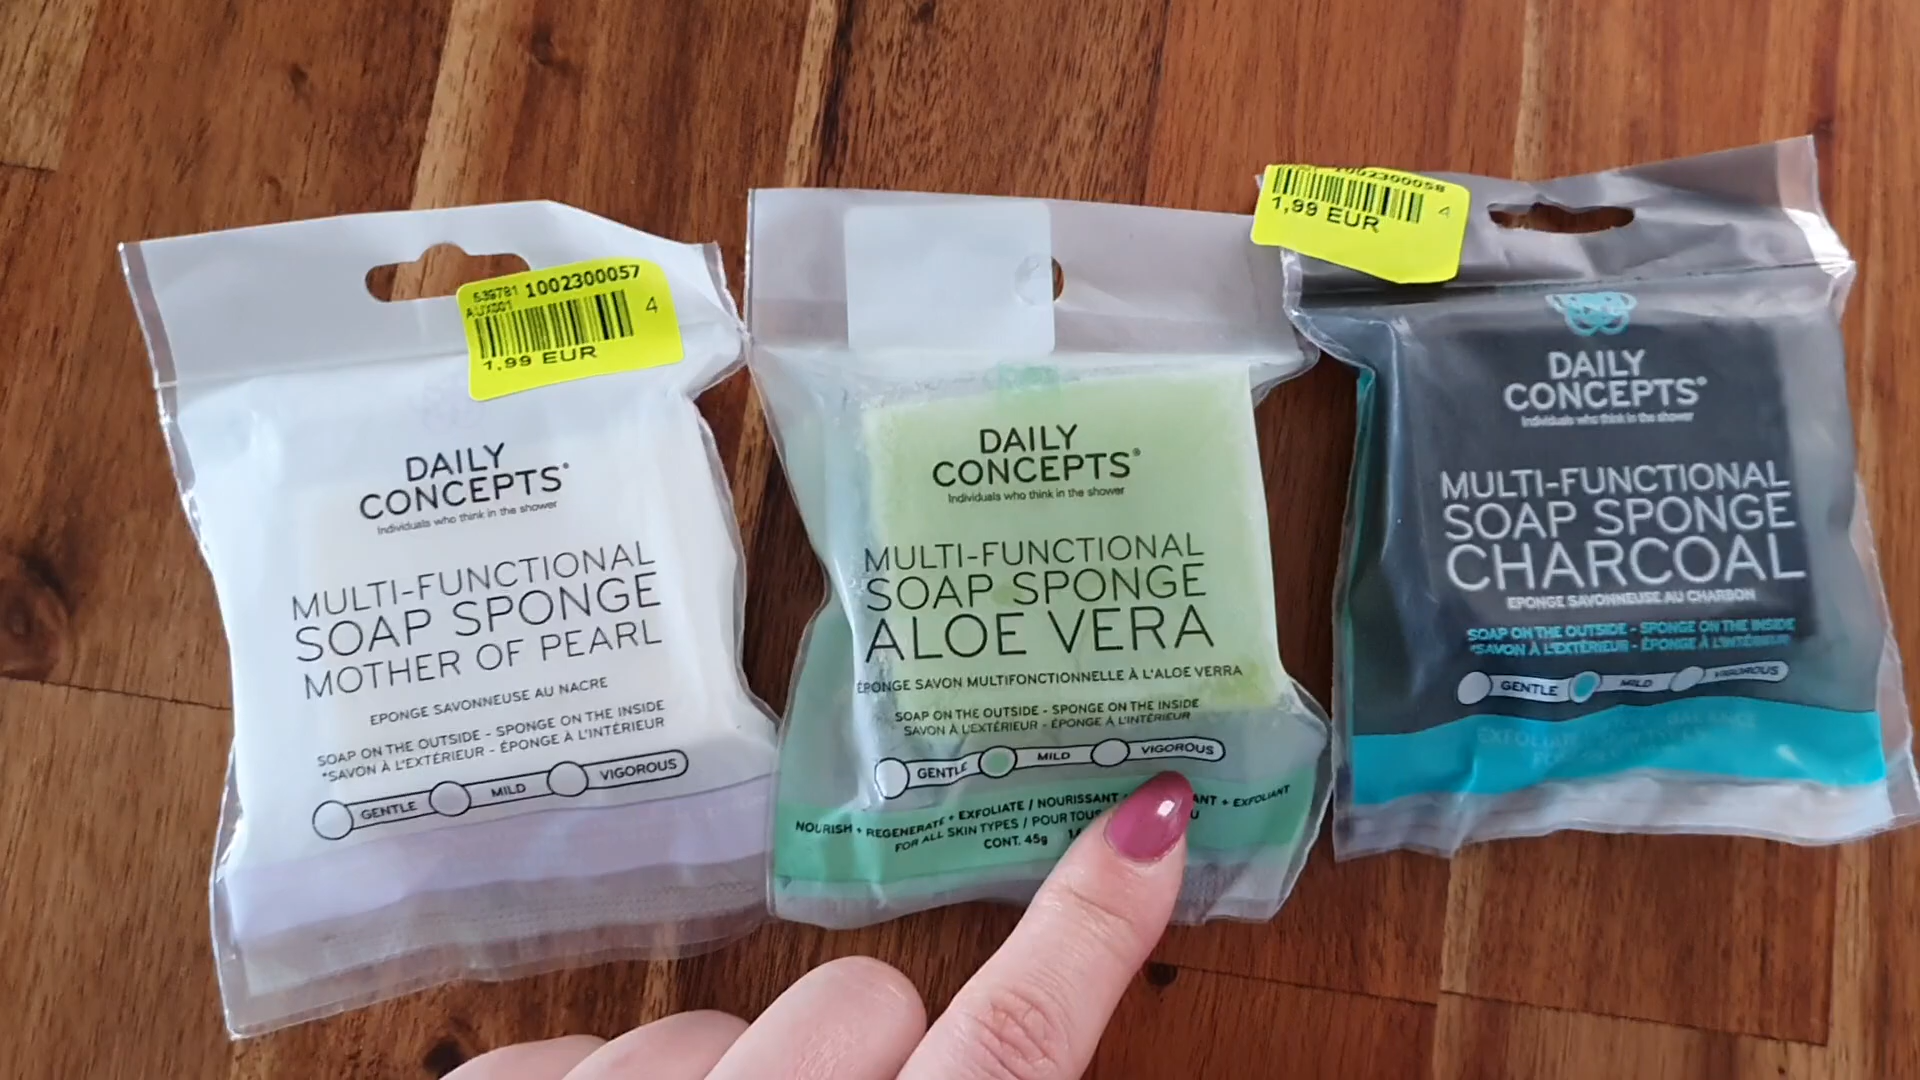 639781 100230057
AUX001
4
1,99 EUR
DAILY
CONCEPTS®
Individuals who think in the shower
MULTI-FUNCTIONAL
SOAP SPONGE
MOTHER OF PEARL
EPONGE SAVONNEUSE AU NACRE
SOAP ON THE OUTSIDE - SPONGE ON THE INSIDE
*SAVON À L'EXTÉRIEUR - ÉPONGE À L'INTÉRIEUR
GENTLE MILD VIGOROUS
DAILY
CONCEPTS®
Individuals who think in the shower
MULTI-FUNCTIONAL
SOAP SPONGE
ALOE VERA
ÉPONGE SAVON MULTIFONCTIONNELLE À L'ALOE VERRA
SOAP ON THE OUTSIDE - SPONGE ON THE INSIDE
SAVON À L'EXTÉRIEUR - ÉPONGE À L'INTÉRIEUR
GENTLE MILD VIGOROUS
NOURISH + REGENERATE + EXFOLIATE / NOURISSANT + EXFOLIANT
FOR ALL SKIN TYPES / POUR TOUS
CONT. 45g
1002300058
4
1,99 EUR
DAILY
CONCEPTS®
Individuals who think in the shower
MULTI-FUNCTIONAL
SOAP SPONGE
CHARCOAL
EPONGE SAVONNEUSE AU CHARBON
SOAP ON THE OUTSIDE - SPONGE ON THE INSIDE
*SAVON À L'EXTÉRIEUR - ÉPONGE À L'INTÉRIEUR
GENTLE MILD VIGOROUS